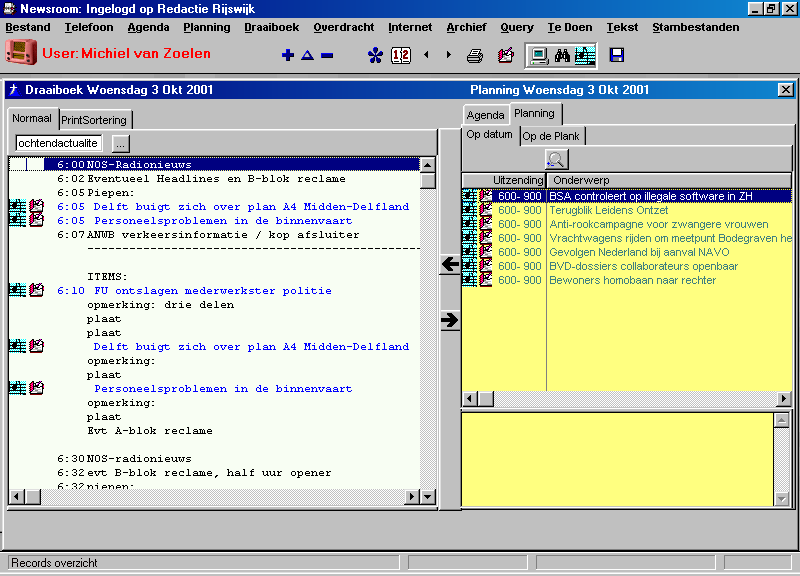 Newsroom: Ingelogd op Redactie Rijswijk
Bestand Telefoon Agenda Planning Draaiboek Overdracht Internet Archief Query Te Doen Tekst Stambestanden
User: Michiel van Zoelen
12
Draaiboek Woensdag 3 Okt 2001
Normaal PrintSortering
ochtendactualite ...
6:00 NOS-Radionieuws
6:02 Eventueel Headlines en B-blok reclame
6:05 Piepen:
6:05 Delft buigt zich over plan A4 Midden-Delfland
6:05 Personeelsproblemen in de binnenvaart
6:07 ANWB verkeersinformatie / kop afsluiter
------------------------------------------------
ITEMS:
6:10 FU ontslagen mederwerkster politie
opmerking: drie delen
plaat
plaat
Delft buigt zich over plan A4 Midden-Delfland
opmerking:
plaat
Personeelsproblemen in de binnenvaart
opmerking:
plaat
Evt A-blok reclame
6:30 NOS-radionieuws
6:32 evt B-blok reclame, half uur opener
6:32 piepen:
Planning Woensdag 3 Okt 2001
Agenda Planning
Op datum Op de Plank
Uitzending Onderwerp
600- 900 BSA controleert op illegale software in ZH
600- 900 Terugblik Leidens Ontzet
600- 900 Anti-rookcampagne voor zwangere vrouwen
600- 900 Vrachtwagens rijden om meetpunt Bodegraven he
600- 900 Gevolgen Nederland bij aanval NAVO
600- 900 BVD-dossiers collaborateurs openbaar
600- 900 Bewoners homobaan naar rechter
Records overzicht